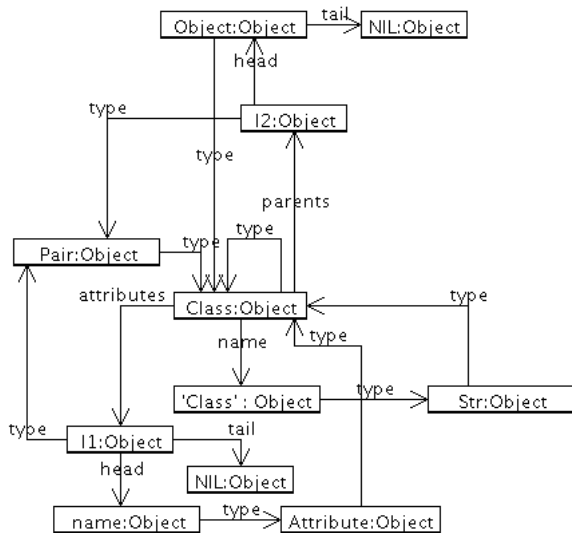 tail
Object:Object
NIL:Object
head
type
I2:Object
type
parents
Pair:Object
type
type
attributes
Class:Object
type
name
type
'Class' : Object
type
Str:Object
type
I1:Object
tail
head
NIL:Object
name:Object
type
Attribute:Object